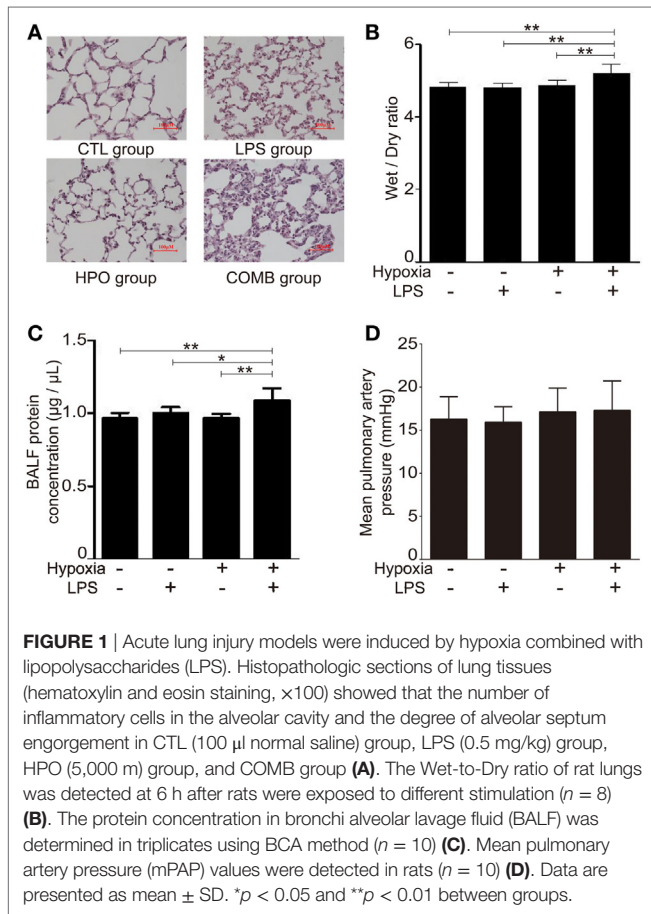 A
CTL group
LPS group
HPO group
COMB group
B
**
**
**
6
4
2
0
Wet / Dry ratio
Hypoxia - - + +
LPS - + - +
C
**
*
**
1.5
1.0
0.5
0
BALF protein
concentration (µg / µL)
Hypoxia - - + +
LPS - + - +
D
25
20
15
10
5
0
Mean pulmonary artery
pressure (mmHg)
Hypoxia - - + +
LPS - + - +
FIGURE 1 | Acute lung injury models were induced by hypoxia combined with
lipopolysaccharides (LPS). Histopathologic sections of lung tissues
(hematoxylin and eosin staining, ×100) showed that the number of
inflammatory cells in the alveolar cavity and the degree of alveolar septum
engorgement in CTL (100 µl normal saline) group, LPS (0.5 mg/kg) group,
HPO (5,000 m) group, and COMB group (A). The Wet-to-Dry ratio of rat lungs
was detected at 6 h after rats were exposed to different stimulation (n = 8)
(B). The protein concentration in bronchi alveolar lavage fluid (BALF) was
determined in triplicates using BCA method (n = 10) (C). Mean pulmonary
artery pressure (mPAP) values were detected in rats (n = 10) (D). Data are
presented as mean ± SD. *p < 0.05 and **p < 0.01 between groups.